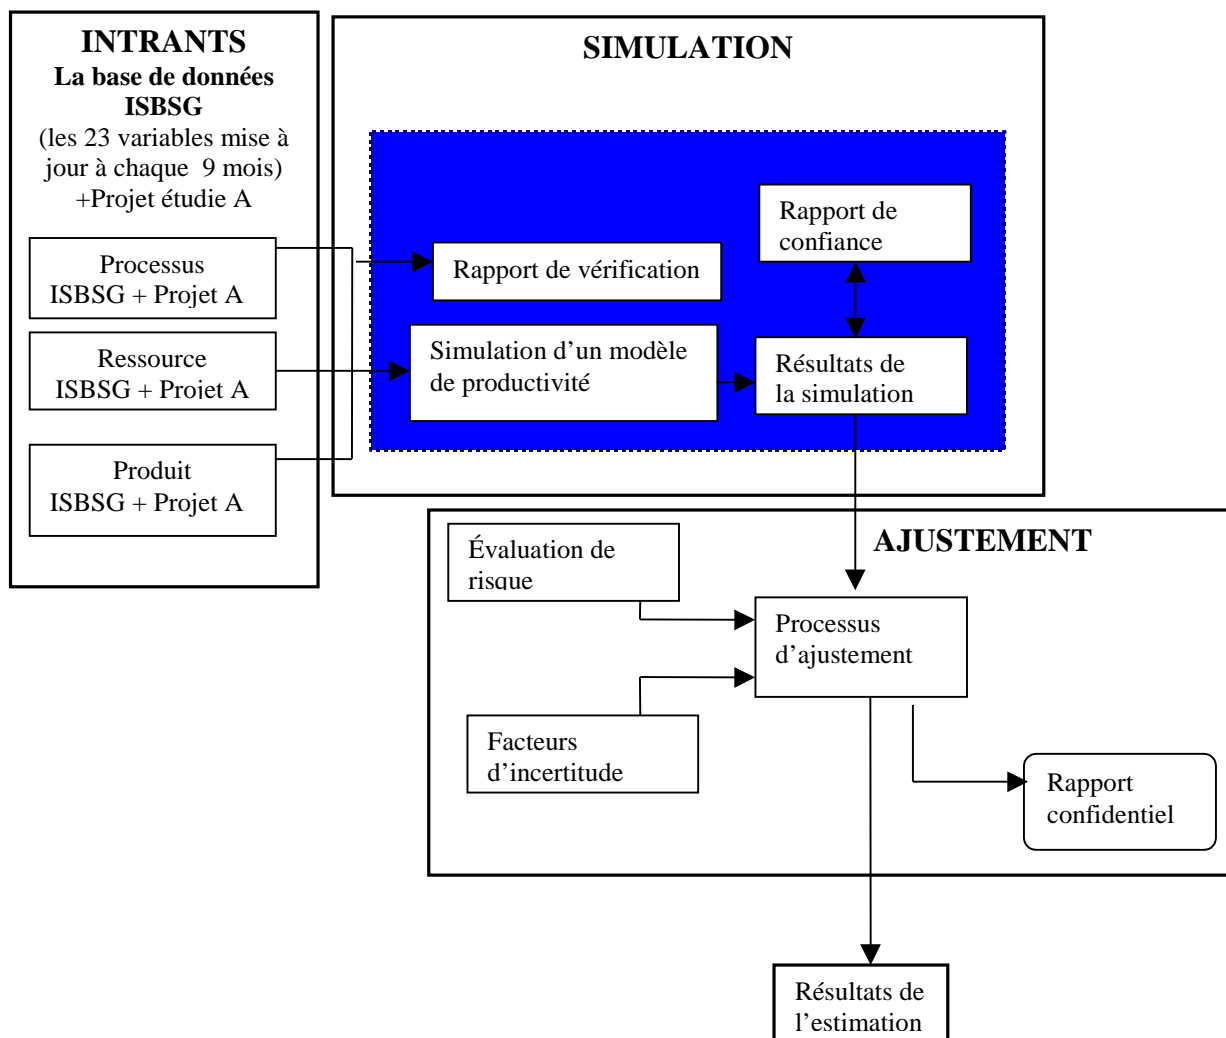 INTRANTS
La base de données
ISBSG
(les 23 variables mise à
jour à chaque 9 mois)
+Projet étudie A
Processus
ISBSG + Projet A
Ressource
ISBSG + Projet A
Produit
ISBSG + Projet A
SIMULATION
Rapport de
confiance
Rapport de vérification
Simulation d’un modèle
de productivité
Résultats de
la simulation
AJUSTEMENT
Évaluation de
risque
Processus
d’ajustement
Facteurs
d’incertitude
Rapport
confidentiel
Résultats de
l’estimation